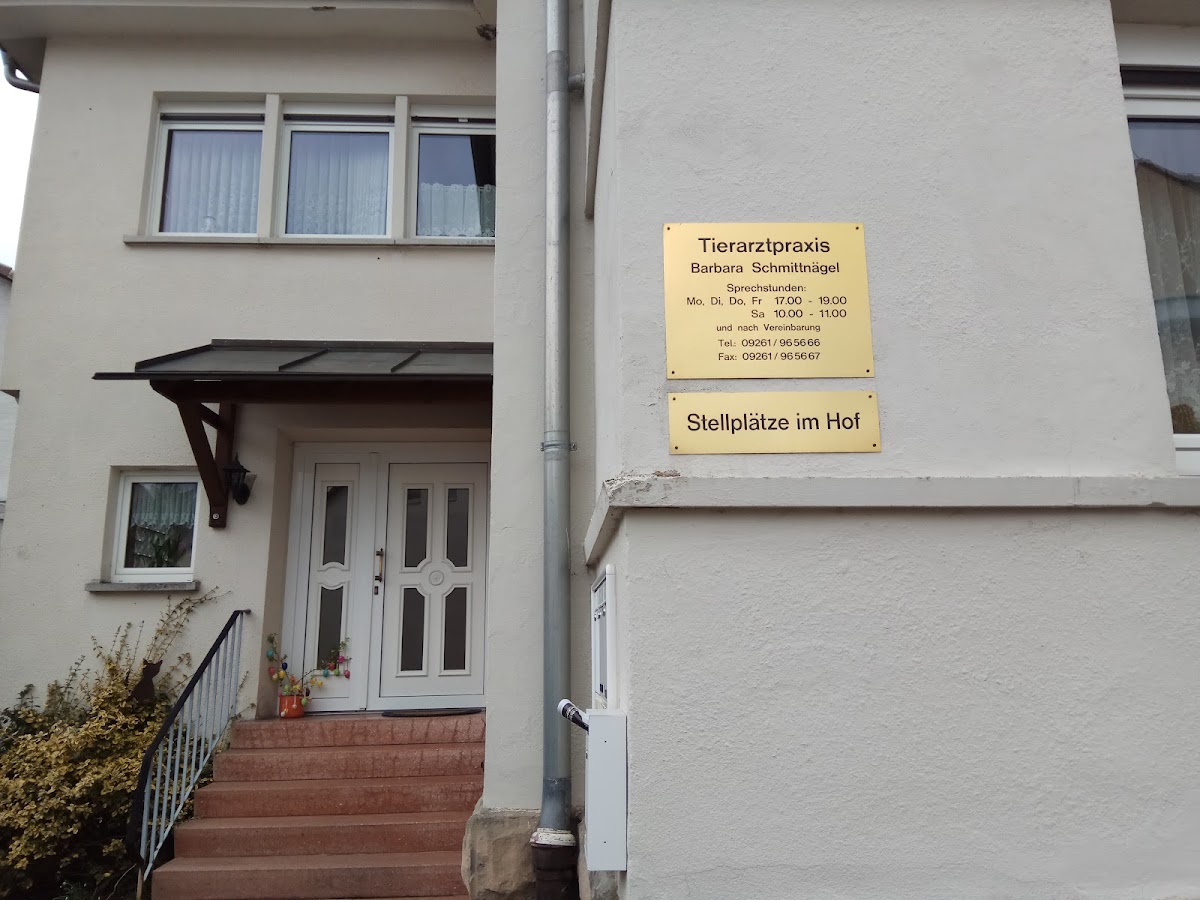 Tierarztpraxis
Barbara Schmittnägel
Sprechstunden:
Mo, Di, Do, Fr 17.00 - 19.00
Sa 10.00 - 11.00
und nach Vereinbarung
Tel.: 09261/965666
Fax: 09261/965667
Stellplätze im Hof